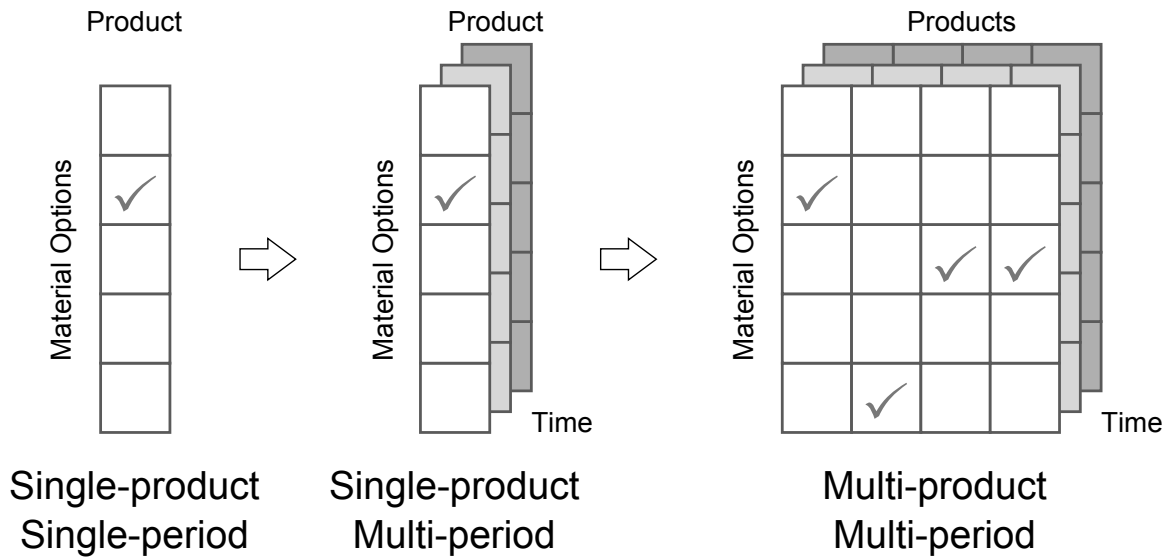 Product
Product
Products
Material Options
Material Options
Material Options
Time
Time
Single-product
Single-period
Single-product
Multi-period
Multi-product
Multi-period